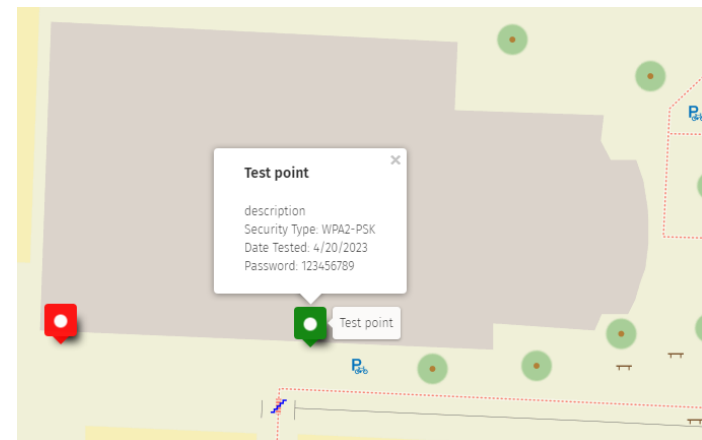 Test point
description
Security Type: WPA2-PSK
Date Tested: 4/20/2023
Password: 123456789
Test point